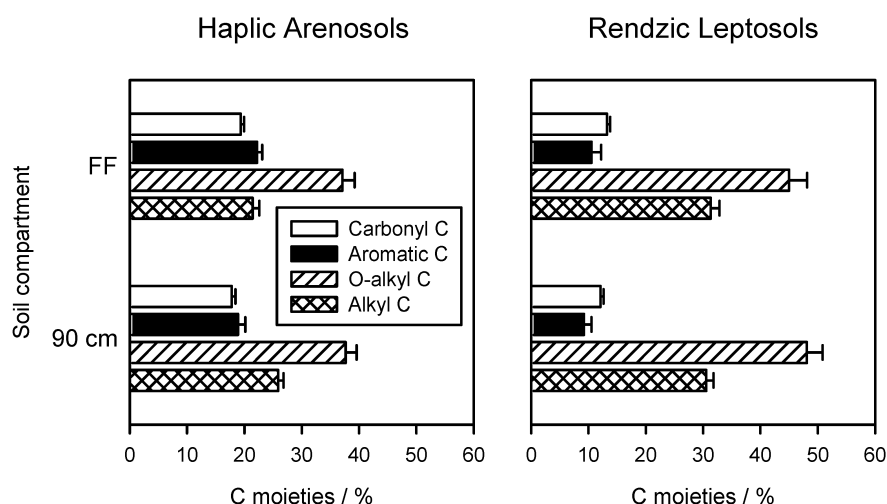 Haplic Arenosols
Rendzic Leptosols
Soil compartment
FF
90 cm
Carbonyl C
Aromatic C
O-alkyl C
Alkyl C
0 10 20 30 40 50 60
0 10 20 30 40 50 60
C moieties / %
C moieties / %